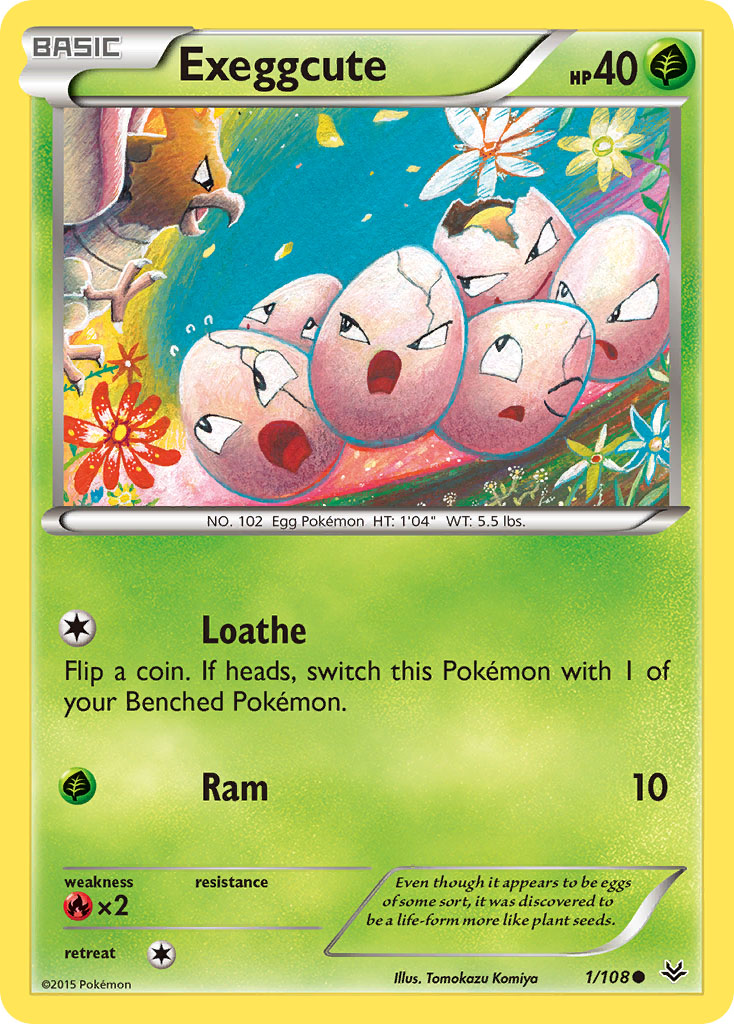 BASIC
Exeggcute
HP40
NO. 102 Egg Pokémon HT: 1'04" WT: 5.5 lbs.
Loathe
Flip a coin. If heads, switch this Pokémon with 1 of
your Benched Pokémon.
Ram 10
weakness resistance
×2
Even though it appears to be eggs
of some sort, it was discovered to
be a life-form more like plant seeds.
retreat
©2015 Pokémon
Illus. Tomokazu Komiya
1/108